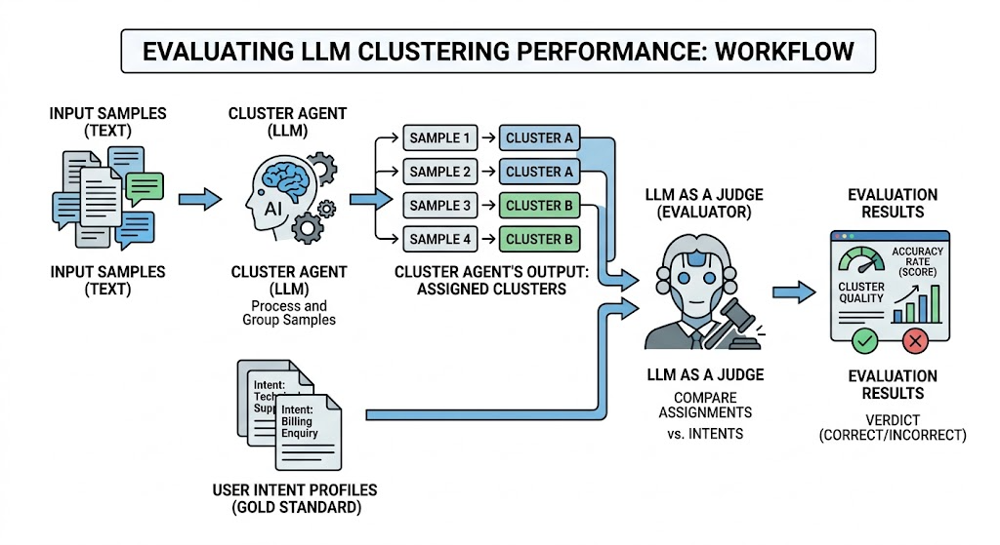 EVALUATING LLM CLUSTERING PERFORMANCE: WORKFLOW
INPUT SAMPLES
(TEXT)
INPUT SAMPLES
(TEXT)
CLUSTER AGENT
(LLM)
AI
CLUSTER AGENT
(LLM)
Process and
Group Samples
SAMPLE 1
CLUSTER A
SAMPLE 2
CLUSTER A
SAMPLE 3
CLUSTER B
SAMPLE 4
CLUSTER B
CLUSTER AGENT'S OUTPUT:
ASSIGNED CLUSTERS
Intent:
Supp
Intent:
Billing
Enquiry
USER INTENT PROFILES
(GOLD STANDARD)
LLM AS A JUDGE
(EVALUATOR)
LLM AS A JUDGE
COMPARE
ASSIGNMENTS
vs. INTENTS
EVALUATION
RESULTS
ACCURACY
RATE
(SCORE)
CLUSTER
QUALITY
EVALUATION
RESULTS
VERDICT
(CORRECT/INCORRECT)